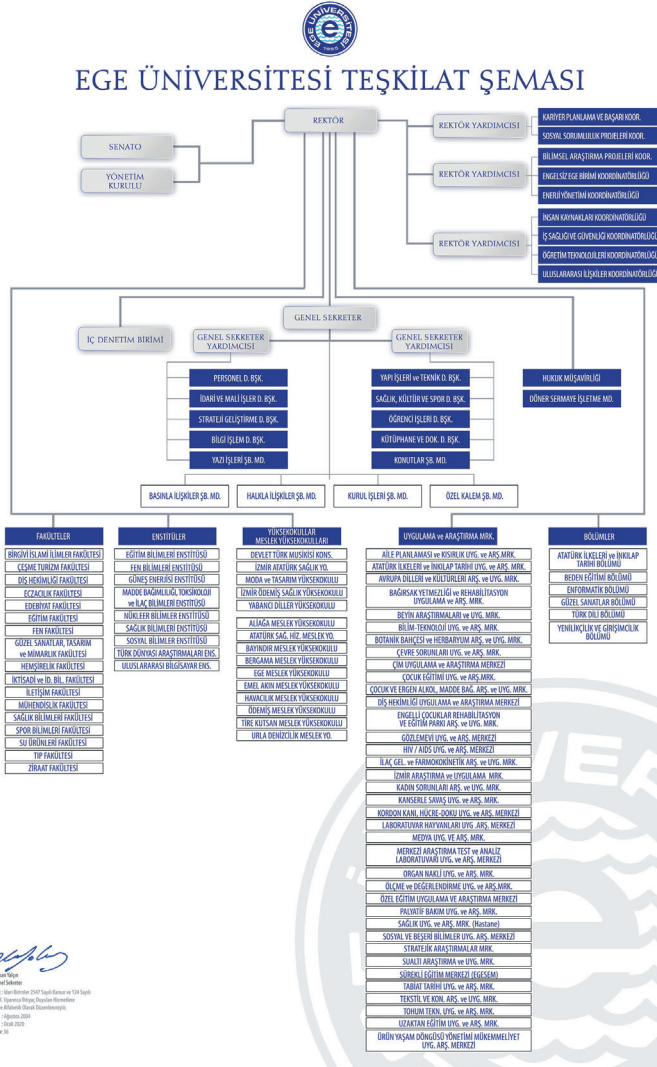 EGE ÜNİVERSİTESİ
1955
EGE ÜNİVERSİTESİ TEŞKİLAT ŞEMASI
REKTÖR
SENATO
YÖNETİM
KURULU
REKTÖR YARDIMCISI
KARİYER PLANLAMA VE BAŞARI KOOR.
SOSYAL SORUMLULUK PROJELERİ KOOR.
REKTÖR YARDIMCISI
BİLİMSEL ARAŞTIRMA PROJELERİ KOOR.
ENGELSİZ EGE BİRİMİ KOORDİNATÖRLÜĞÜ
ENERJİ YÖNETİMİ KOORDİNATÖRLÜĞÜ
REKTÖR YARDIMCISI
İNSAN KAYNAKLARI KOORDİNATÖRLÜĞÜ
İŞ SAĞLIĞI VE GÜVENLİĞİ KOORDİNATÖRLÜĞÜ
ÖĞRETİM TEKNOLOJİLERİ KOORDİNATÖRLÜĞÜ
ULUSLARARASI İLİŞKİLER KOORDİNATÖRLÜĞÜ
GENEL SEKRETER
İÇ DENETİM BİRİMİ
GENEL SEKRETER
YARDIMCISI
GENEL SEKRETER
YARDIMCISI
PERSONEL D. BŞK.
İDARİ VE MALİ İŞLER D. BŞK.
STRATEJİ GELİŞTİRME D. BŞK.
BİLGİ İŞLEM D. BŞK.
YAZI İŞLERİ ŞB. MD.
YAPI İŞLERİ ve TEKNİK D. BŞK.
SAĞLIK, KÜLTÜR VE SPOR D. BŞK.
ÖĞRENCİ İŞLERİ D. BŞK.
KÜTÜPHANE VE DOK. D. BŞK.
KONUTLAR ŞB. MD.
HUKUK MÜŞAVİRLİĞİ
DÖNER SERMAYE İŞLETME MD.
BASINLA İLİŞKİLER ŞB. MD.
HALKLA İLİŞKİLER ŞB. MD.
KURUL İŞLERİ ŞB. MD.
ÖZEL KALEM ŞB. MD.
FAKÜLTELER
BİRGİVİ İSLAMİ İLİMLER FAKÜLTESİ
ÇEŞME TURİZM FAKÜLTESİ
DİŞ HEKİMLİĞİ FAKÜLTESİ
ECZACILIK FAKÜLTESİ
EDEBİYAT FAKÜLTESİ
EĞİTİM FAKÜLTESİ
FEN FAKÜLTESİ
GÜZEL SANATLAR, TASARIM
ve MİMARLIK FAKÜLTESİ
HEMŞİRELİK FAKÜLTESİ
İKTİSADİ ve İD. BİL. FAKÜLTESİ
İLETİŞİM FAKÜLTESİ
MÜHENDİSLİK FAKÜLTESİ
SAĞLIK BİLİMLERİ FAKÜLTESİ
SPOR BİLİMLERİ FAKÜLTESİ
SU ÜRÜNLERİ FAKÜLTESİ
TIP FAKÜLTESİ
ZİRAAT FAKÜLTESİ
ENSTİTÜLER
EĞİTİM BİLİMLERİ ENSTİTÜSÜ
FEN BİLİMLERİ ENSTİTÜSÜ
GÜNEŞ ENERJİSİ ENSTİTÜSÜ
MADDE BAĞIMLILIĞI, TOKSİKOLOJİ
ve İLAÇ BİLİMLERİ ENSTİTÜSÜ
NÜKLEER BİLİMLER ENSTİTÜSÜ
SAĞLIK BİLİMLERİ ENSTİTÜSÜ
SOSYAL BİLİMLER ENSTİTÜSÜ
TÜRK DÜNYASI ARAŞTIRMALARI ENS.
ULUSLARARASI BİLGİSAYAR ENS.
YÜKSEKOKULLAR
MESLEK YÜKSEKOKULLARI
DEVLET TÜRK MUSİKİSİ KONS.
İZMİR ATATÜRK SAĞLIK YO.
MODA ve TASARIM YÜKSEKOKULU
İZMİR ÖDEMİŞ SAĞLIK YÜKSEKOKULU
YABANCI DİLLER YÜKSEKOKULU
ALİAĞA MESLEK YÜKSEKOKULU
ATATÜRK SAĞ. HİZ. MESLEK YO.
BAYINDIR MESLEK YÜKSEKOKULU
BERGAMA MESLEK YÜKSEKOKULU
EGE MESLEK YÜKSEKOKULU
EMEL AKIN MESLEK YÜKSEKOKULU
HAVACILIK MESLEK YÜKSEKOKULU
ÖDEMİŞ MESLEK YÜKSEKOKULU
TİRE KUTSAN MESLEK YÜKSEKOKULU
URLA DENİZCİLİK MESLEK YO.
UYGULAMA ve ARAŞTIRMA MRK.
AİLE PLANLAMASI ve KISIRLIK UYG. ve ARŞ.MRK.
ATATÜRK İLKELERİ ve İNKILAP TARİHİ UYG. ve ARŞ. MRK.
AVRUPA DİLLERİ ve KÜLTÜRLERİ ARŞ. ve UYG. MRK.
BAĞIRSAK YETMEZLİĞİ ve REHABİLİTASYON
UYGULAMA ve ARŞ. MRK.
BEYİN ARAŞTIRMALARI ve UYG. MRK.
BİLİM-TEKNOLOJİ UYG. ve ARŞ. MRK.
BOTANİK BAHÇESİ ve HERBARYUM ARŞ. ve UYG. MRK.
ÇEVRE SORUNLARI UYG. ve ARŞ. MRK.
ÇİM UYGULAMA ve ARAŞTIRMA MERKEZİ
ÇOCUK EĞİTİMİ UYG. ve ARŞ.MRK.
ÇOCUK VE ERGEN ALKOL, MADDE BAĞ. ARŞ. ve UYG. MRK.
DİŞ HEKİMLİĞİ UYGULAMA ve ARAŞTIRMA MERKEZİ
ENGELLİ ÇOCUKLAR REHABİLİTASYON
VE EĞİTİM PARKI ARŞ. ve UYG. MRK.
GÖZLEMEVİ UYG. ve ARŞ. MERKEZİ
HIV / AIDS UYG. ve ARŞ. MERKEZİ
İLAÇ GEL. ve FARMOKOKİNETİK ARŞ. ve UYG. MRK.
İZMİR ARAŞTIRMA ve UYGULAMA MRK.
KADIN SORUNLARI ARŞ. ve UYG. MRK.
KANSERLE SAVAŞ UYG. ve ARŞ. MRK.
KORDON KANI, HÜCRE-DOKU UYG. ve ARŞ. MERKEZİ
LABORATUVAR HAYVANLARI UYG .ARŞ. MERKEZİ
MEDYA UYG. VE ARŞ. MRK.
MERKEZİ ARAŞTIRMA TEST ve ANALİZ
LABORATUVARI UYG. ve ARŞ. MERKEZİ
ORGAN NAKLİ UYG. ve ARŞ. MRK.
ÖLÇME ve DEĞERLENDİRME UYG. ve ARŞ.MRK.
ÖZEL EĞİTİM UYGULAMA VE ARAŞTIRMA MERKEZİ
PALYATİF BAKIM UYG. ve ARŞ. MRK.
SAĞLIK UYG. ve ARŞ. MRK. (Hastane)
SOSYAL VE BEŞERİ BİLİMLER UYG. ARŞ. MERKEZİ
STRATEJİK ARAŞTIRMALAR MRK.
SUALTI ARAŞTIRMA ve UYG. MRK.
SÜREKLİ EĞİTİM MERKEZİ (EGESEM)
TABİAT TARİHİ UYG. ve ARŞ. MRK.
TEKSTİL VE KON. ARŞ. ve UYG. MRK.
TOHUM TEKN. UYG. ve ARŞ. MRK.
UZAKTAN EĞİTİM UYG. ve ARŞ. MRK.
ÜRÜN YAŞAM DÖNGÜSÜ YÖNETİMİ MÜKEMMELİYET
UYG. ARŞ. MERKEZİ
BÖLÜMLER
ATATÜRK İLKELERİ ve İNKILAP
TARİHİ BÖLÜMÜ
BEDEN EĞİTİMİ BÖLÜMÜ
ENFORMATİK BÖLÜMÜ
GÜZEL SANATLAR BÖLÜMÜ
TÜRK DİLİ BÖLÜMÜ
YENİLİKÇİLİK VE GİRİŞİMCİLİK
BÖLÜMÜ
Yalçın
Sekreter
: İdari Birimler 2547 Sayılı Kanun ve 124 Sayılı
Uyarınca İhtiyaç Duyulan Hizmetlere
Alfabetik Olarak Düzenlenmiştir.
: Ağustos 2004
: Ocak 2020
36